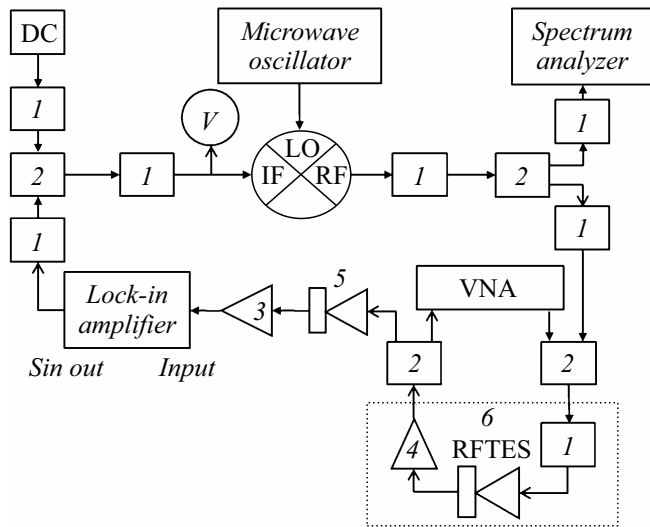 DC
Microwave
oscillator
Spectrum
analyzer
1
V
1
LO
2
1
IF
RF
1
2
1
1
5
VNA
Lock-in
amplifier
3
Sin out
Input
2
2
6
4
RFTES
1